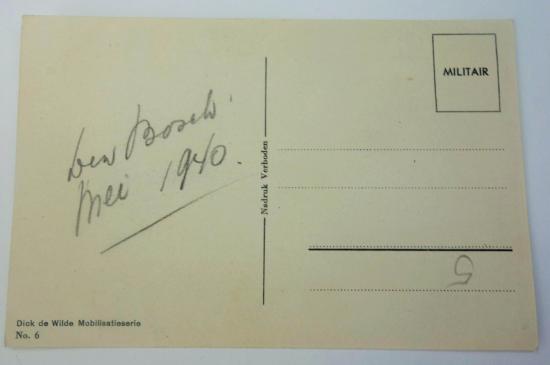 MILITAIR
Den Bosch.
Mei 1940.
Nadruk Verboden
5
Dick de Wilde Mobilisatieserie
No. 6